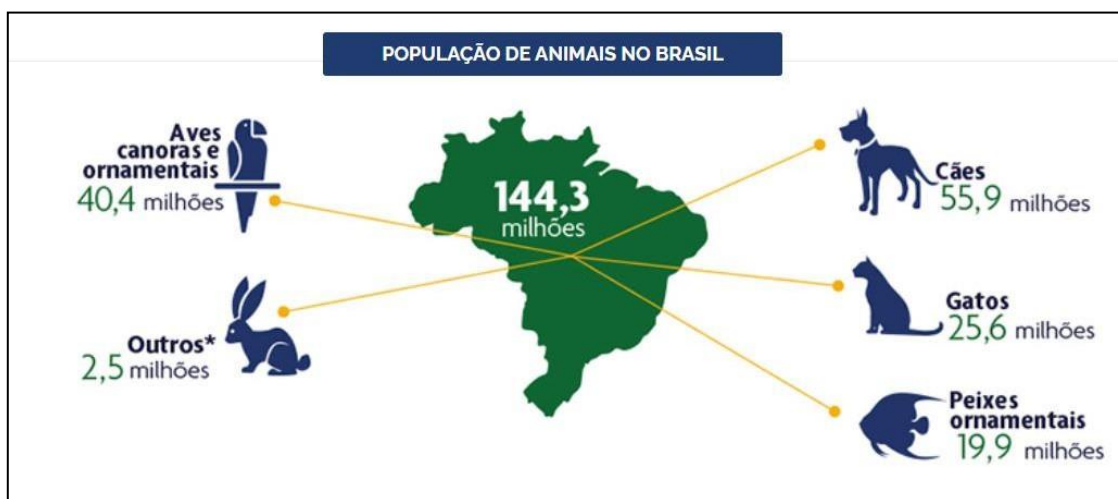 POPULAÇÃO DE ANIMAIS NO BRASIL
Aves
canoras e
ornamentais
40,4 milhões
Outros*
2,5 milhões
144,3
milhões
Cães
55,9 milhões
Gatos
25,6 milhões
Peixes
ornamentais
19,9 milhões